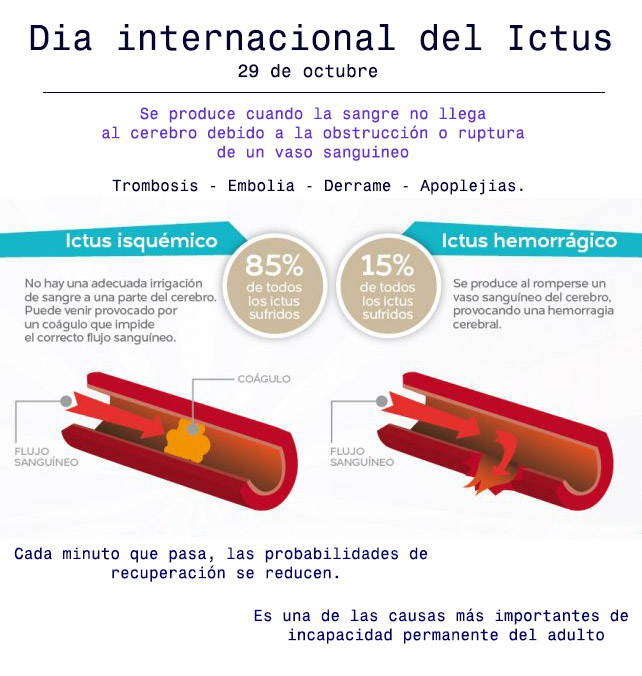 Dia internacional del Ictus
29 de octubre
Se produce cuando la sangre no llega
al cerebro debido a la obstrucción o ruptura
de un vaso sanguineo
Trombosis - Embolia - Derrame - Apoplejias.
Ictus isquémico
85%
de todos
los ictus
sufridos
No hay una adecuada irrigación
de sangre a una parte del cerebro.
Puede venir provocado por
un coágulo que impide
el correcto flujo sanguíneo.
15%
de todos
los ictus
sufridos
Ictus hemorrágico
Se produce al romperse un
vaso sanguíneo del cerebro,
provocando una hemorragia
cerebral.
COÁGULO
FLUJO
SANGUÍNEO
FLUJO
SANGUÍNEO
Cada minuto que pasa, las probabilidades de
recuperación se reducen.
Es una de las causas más importantes de
incapacidad permanente del adulto